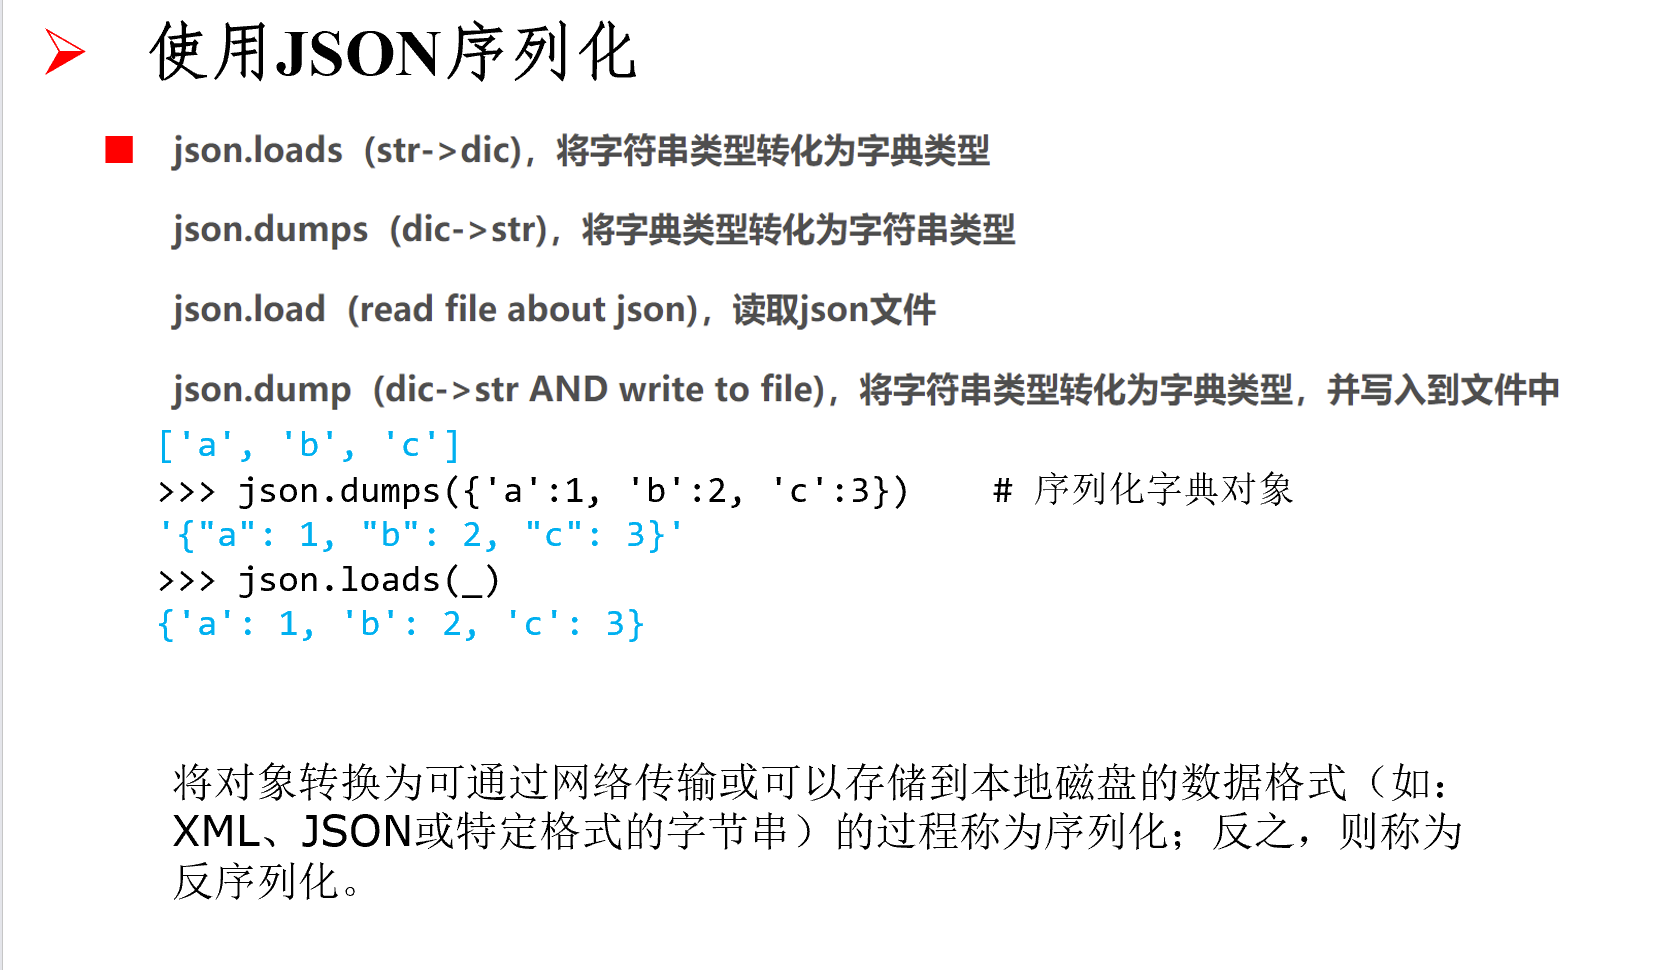 使用JSON序列化
json.loads (str->dic)，将字符串类型转化为字典类型
json.dumps (dic->str)，将字典类型转化为字符串类型
json.load (read file about json)，读取json文件
json.dump (dic->str AND write to file)，将字符串类型转化为字典类型，并写入到文件中
['a', 'b', 'c']
>>> json.dumps({'a':1, 'b':2, 'c':3})    # 序列化字典对象
'{"a": 1, "b": 2, "c": 3}'
>>> json.loads(_)
{'a': 1, 'b': 2, 'c': 3}
将对象转换为可通过网络传输或可以存储到本地磁盘的数据格式（如：
XML、JSON或特定格式的字节串）的过程称为序列化；反之，则称为
反序列化。